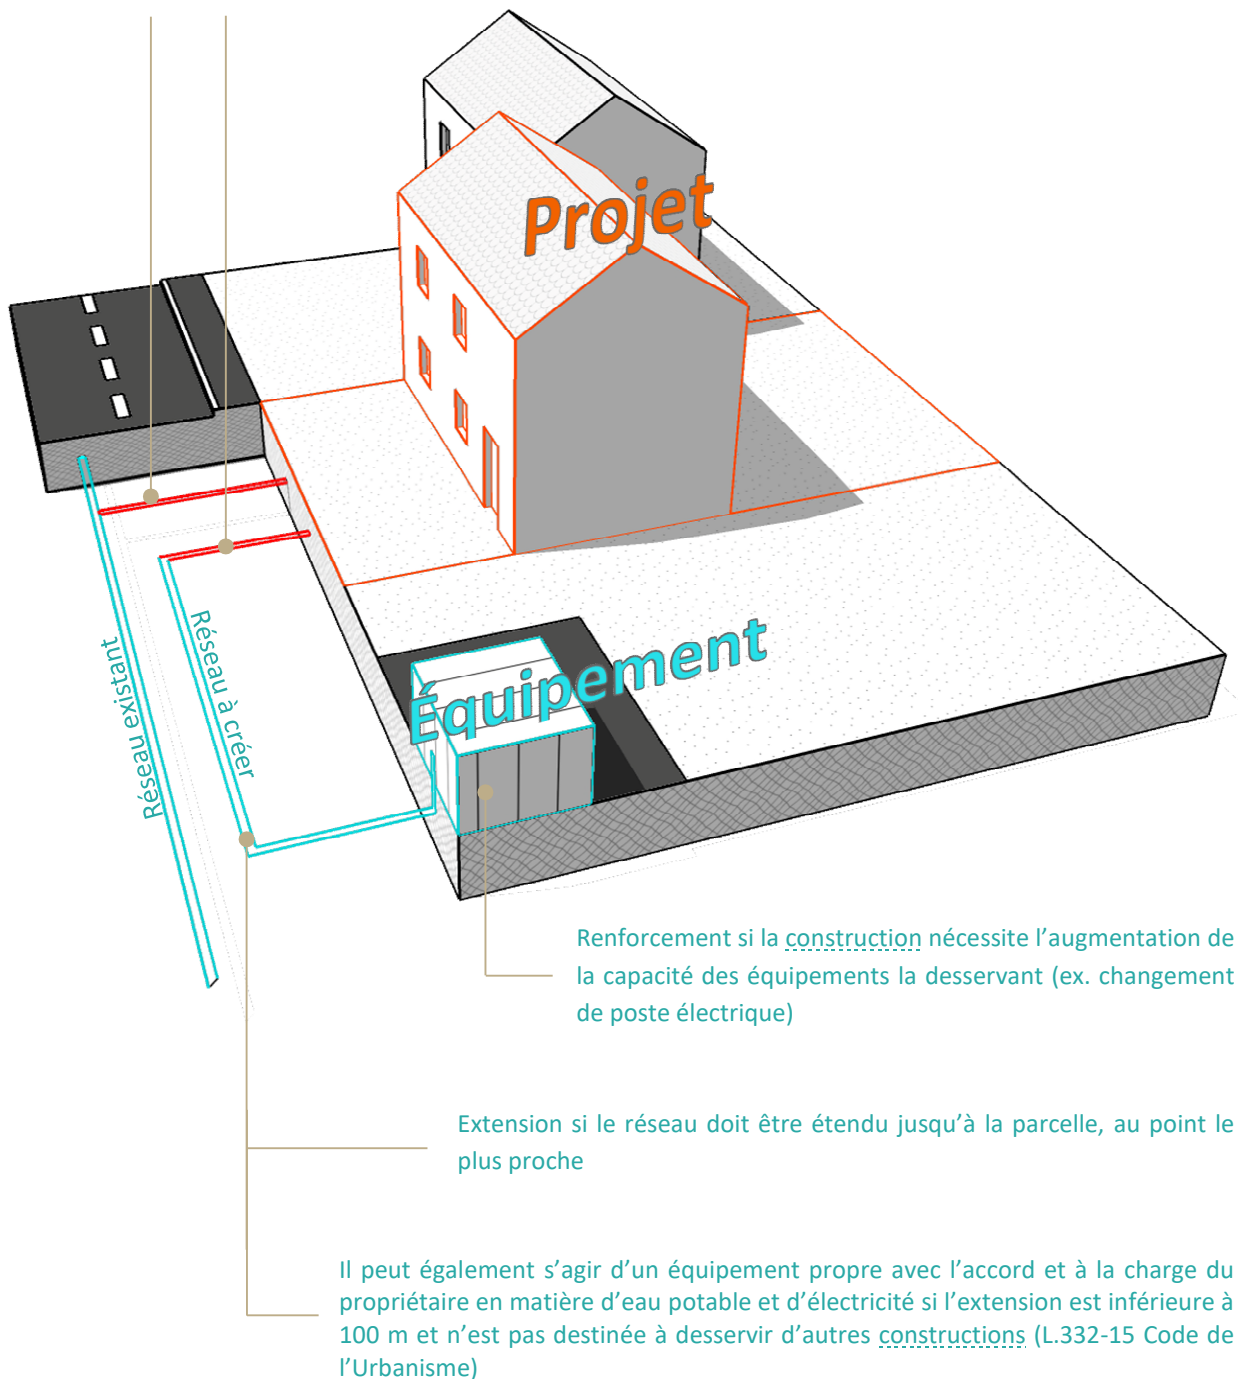 Projet
Équipement
Réseau existant
Réseau à créer
Renforcement si la construction nécessite l’augmentation de
la capacité des équipements la desservant (ex. changement
de poste électrique)
Extension si le réseau doit être étendu jusqu’à la parcelle, au point le
plus proche
Il peut également s’agir d’un équipement propre avec l’accord et à la charge du
propriétaire en matière d’eau potable et d’électricité si l’extension est inférieure à
100 m et n’est pas destinée à desservir d’autres constructions (L.332-15 Code de
l’Urbanisme)